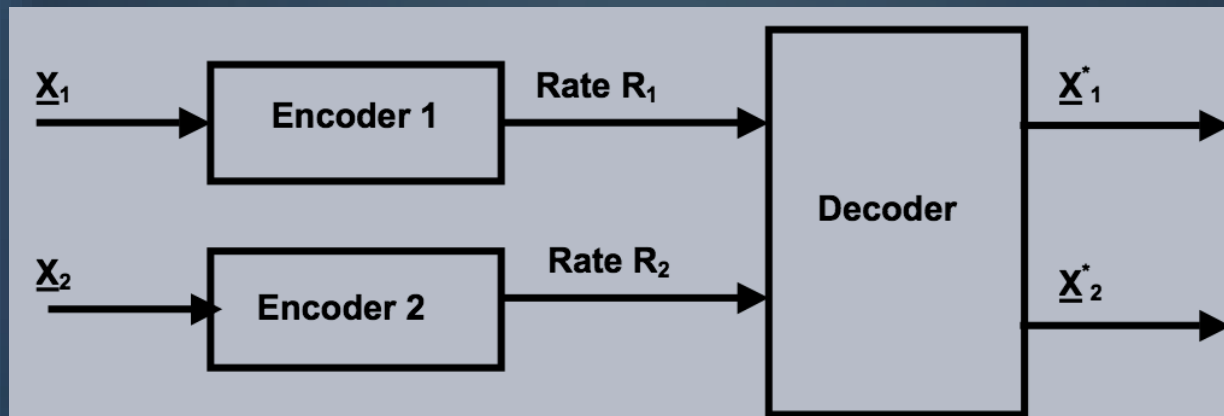 X₁
Encoder 1
Rate R₁
X*₁
Decoder
X₂
Encoder 2
Rate R₂
X*₂